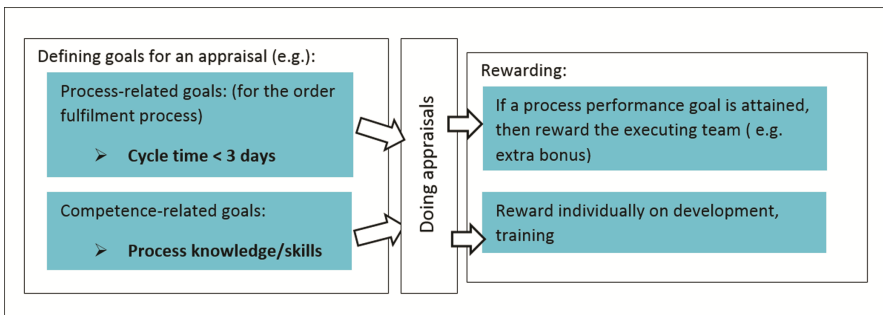 Defining goals for an appraisal (e.g.):
Process-related goals: (for the order
fulfilment process)
➢ Cycle time < 3 days
Competence-related goals:
➢ Process knowledge/skills
Doing appraisals
Rewarding:
If a process performance goal is attained,
then reward the executing team ( e.g.
extra bonus)
Reward individually on development,
training